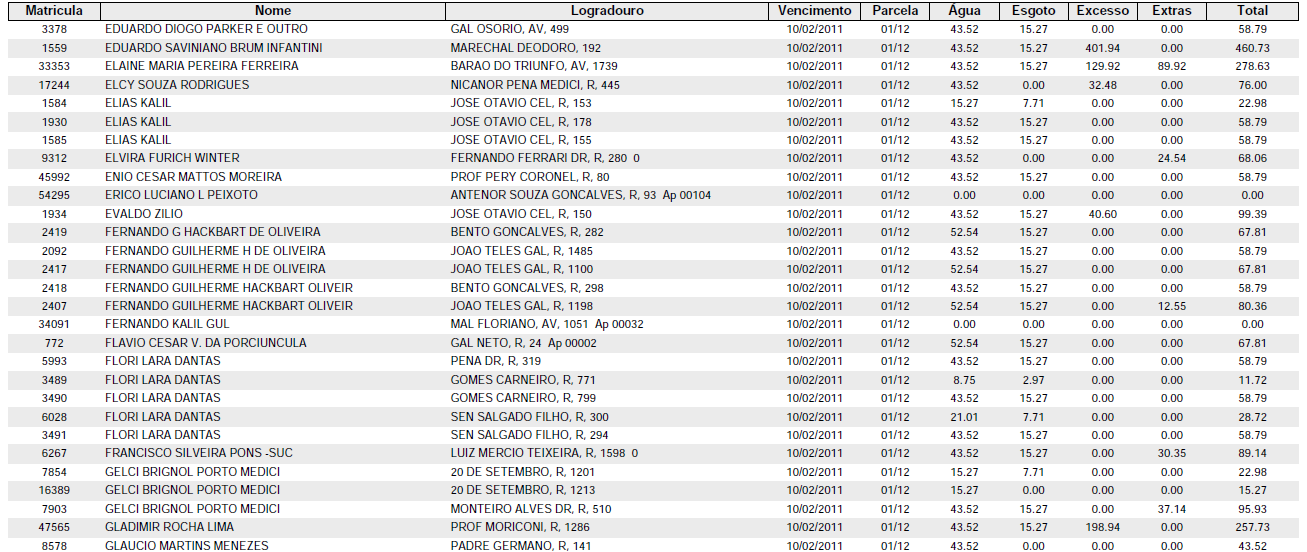 Matricula Nome Logradouro Vencimento Parcela Água Esgoto Excesso Extras Total
3378 EDUARDO DIOGO PARKER E OUTRO GAL OSORIO, AV, 499 10/02/2011 01/12 43.52 15.27 0.00 0.00 58.79
1559 EDUARDO SAVINIANO BRUM INFANTINI MARECHAL DEODORO, 192 10/02/2011 01/12 43.52 15.27 401.94 0.00 460.73
33353 ELAINE MARIA PEREIRA FERREIRA BARAO DO TRIUNFO, AV, 1739 10/02/2011 01/12 43.52 15.27 129.92 89.92 278.63
17244 ELCY SOUZA RODRIGUES NICANOR PENA MEDICI, R, 445 10/02/2011 01/12 43.52 0.00 32.48 0.00 76.00
1584 ELIAS KALIL JOSE OTAVIO CEL, R, 153 10/02/2011 01/12 15.27 7.71 0.00 0.00 22.98
1930 ELIAS KALIL JOSE OTAVIO CEL, R, 178 10/02/2011 01/12 43.52 15.27 0.00 0.00 58.79
1585 ELIAS KALIL JOSE OTAVIO CEL, R, 155 10/02/2011 01/12 43.52 15.27 0.00 0.00 58.79
9312 ELVIRA FURICH WINTER FERNANDO FERRARI DR, R, 280 0 10/02/2011 01/12 43.52 0.00 0.00 24.54 68.06
45992 ENIO CESAR MATTOS MOREIRA PROF PERY CORONEL, R, 80 10/02/2011 01/12 43.52 15.27 0.00 0.00 58.79
54295 ERICO LUCIANO L PEIXOTO ANTENOR SOUZA GONCALVES, R, 93 Ap 00104 10/02/2011 01/12 0.00 0.00 0.00 0.00 0.00
1934 EVALDO ZILIO JOSE OTAVIO CEL, R, 150 10/02/2011 01/12 43.52 15.27 40.60 0.00 99.39
2419 FERNANDO G HACKBART DE OLIVEIRA BENTO GONCALVES, R, 282 10/02/2011 01/12 52.54 15.27 0.00 0.00 67.81
2092 FERNANDO GUILHERME H DE OLIVEIRA JOAO TELES GAL, R, 1485 10/02/2011 01/12 43.52 15.27 0.00 0.00 58.79
2417 FERNANDO GUILHERME H DE OLIVEIRA JOAO TELES GAL, R, 1100 10/02/2011 01/12 52.54 15.27 0.00 0.00 67.81
2418 FERNANDO GUILHERME HACKBART OLIVEIR BENTO GONCALVES, R, 298 10/02/2011 01/12 43.52 15.27 0.00 0.00 58.79
2407 FERNANDO GUILHERME HACKBART OLIVEIR JOAO TELES GAL, R, 1198 10/02/2011 01/12 52.54 15.27 0.00 12.55 80.36
34091 FERNANDO KALIL GUL MAL FLORIANO, AV, 1051 Ap 00032 10/02/2011 01/12 0.00 0.00 0.00 0.00 0.00
772 FLAVIO CESAR V. DA PORCIUNCULA GAL NETO, R, 24 Ap 00002 10/02/2011 01/12 52.54 15.27 0.00 0.00 67.81
5993 FLORI LARA DANTAS PENA DR, R, 319 10/02/2011 01/12 43.52 15.27 0.00 0.00 58.79
3489 FLORI LARA DANTAS GOMES CARNEIRO, R, 771 10/02/2011 01/12 8.75 2.97 0.00 0.00 11.72
3490 FLORI LARA DANTAS GOMES CARNEIRO, R, 799 10/02/2011 01/12 43.52 15.27 0.00 0.00 58.79
6028 FLORI LARA DANTAS SEN SALGADO FILHO, R, 300 10/02/2011 01/12 21.01 7.71 0.00 0.00 28.72
3491 FLORI LARA DANTAS SEN SALGADO FILHO, R, 294 10/02/2011 01/12 43.52 15.27 0.00 0.00 58.79
6267 FRANCISCO SILVEIRA PONS -SUC LUIZ MERCIO TEIXEIRA, R, 1598 0 10/02/2011 01/12 43.52 15.27 0.00 30.35 89.14
7854 GELCI BRIGNOL PORTO MEDICI 20 DE SETEMBRO, R, 1201 10/02/2011 01/12 15.27 7.71 0.00 0.00 22.98
16389 GELCI BRIGNOL PORTO MEDICI 20 DE SETEMBRO, R, 1213 10/02/2011 01/12 15.27 0.00 0.00 0.00 15.27
7903 GELCI BRIGNOL PORTO MEDICI MONTEIRO ALVES DR, R, 510 10/02/2011 01/12 43.52 15.27 0.00 37.14 95.93
47565 GLADIMIR ROCHA LIMA PROF MORICONI, R, 1286 10/02/2011 01/12 43.52 15.27 198.94 0.00 257.73
8578 GLAUCIO MARTINS MENEZES PADRE GERMANO, R, 141 10/02/2011 01/12 43.52 0.00 0.00 0.00 43.52